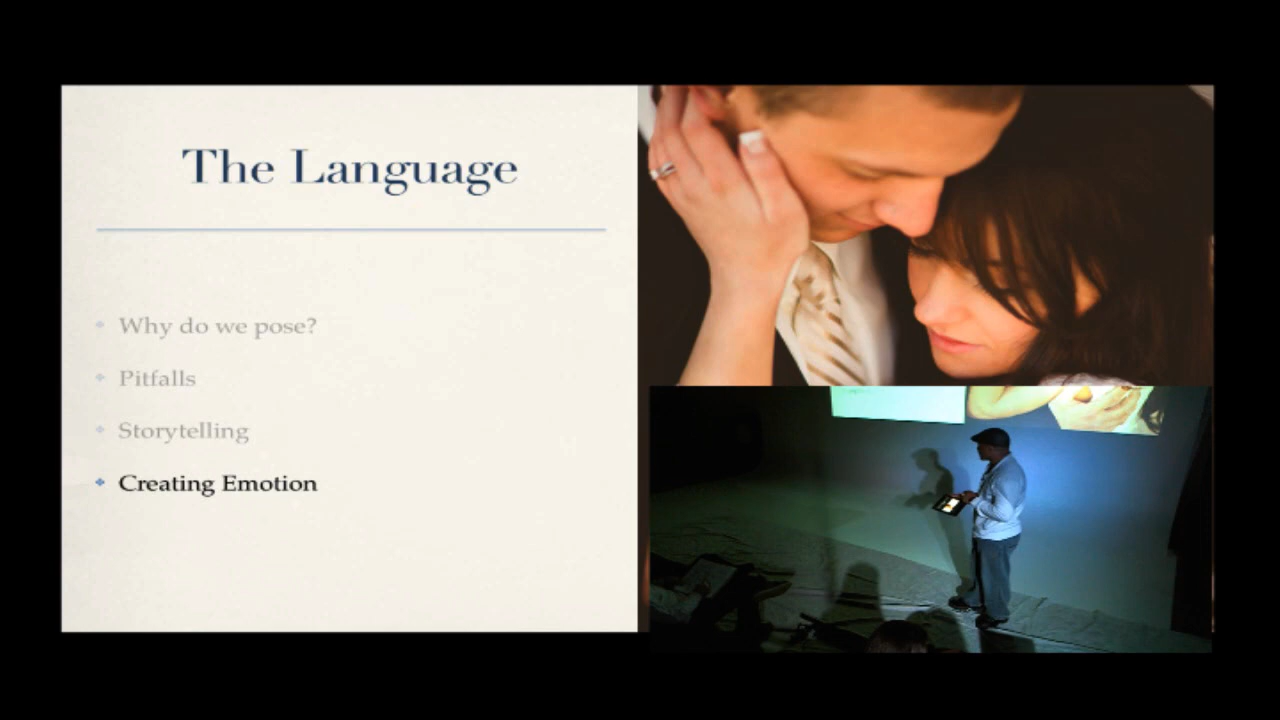 The Language
Why do we pose?
Pitfalls
Storytelling
Creating Emotion